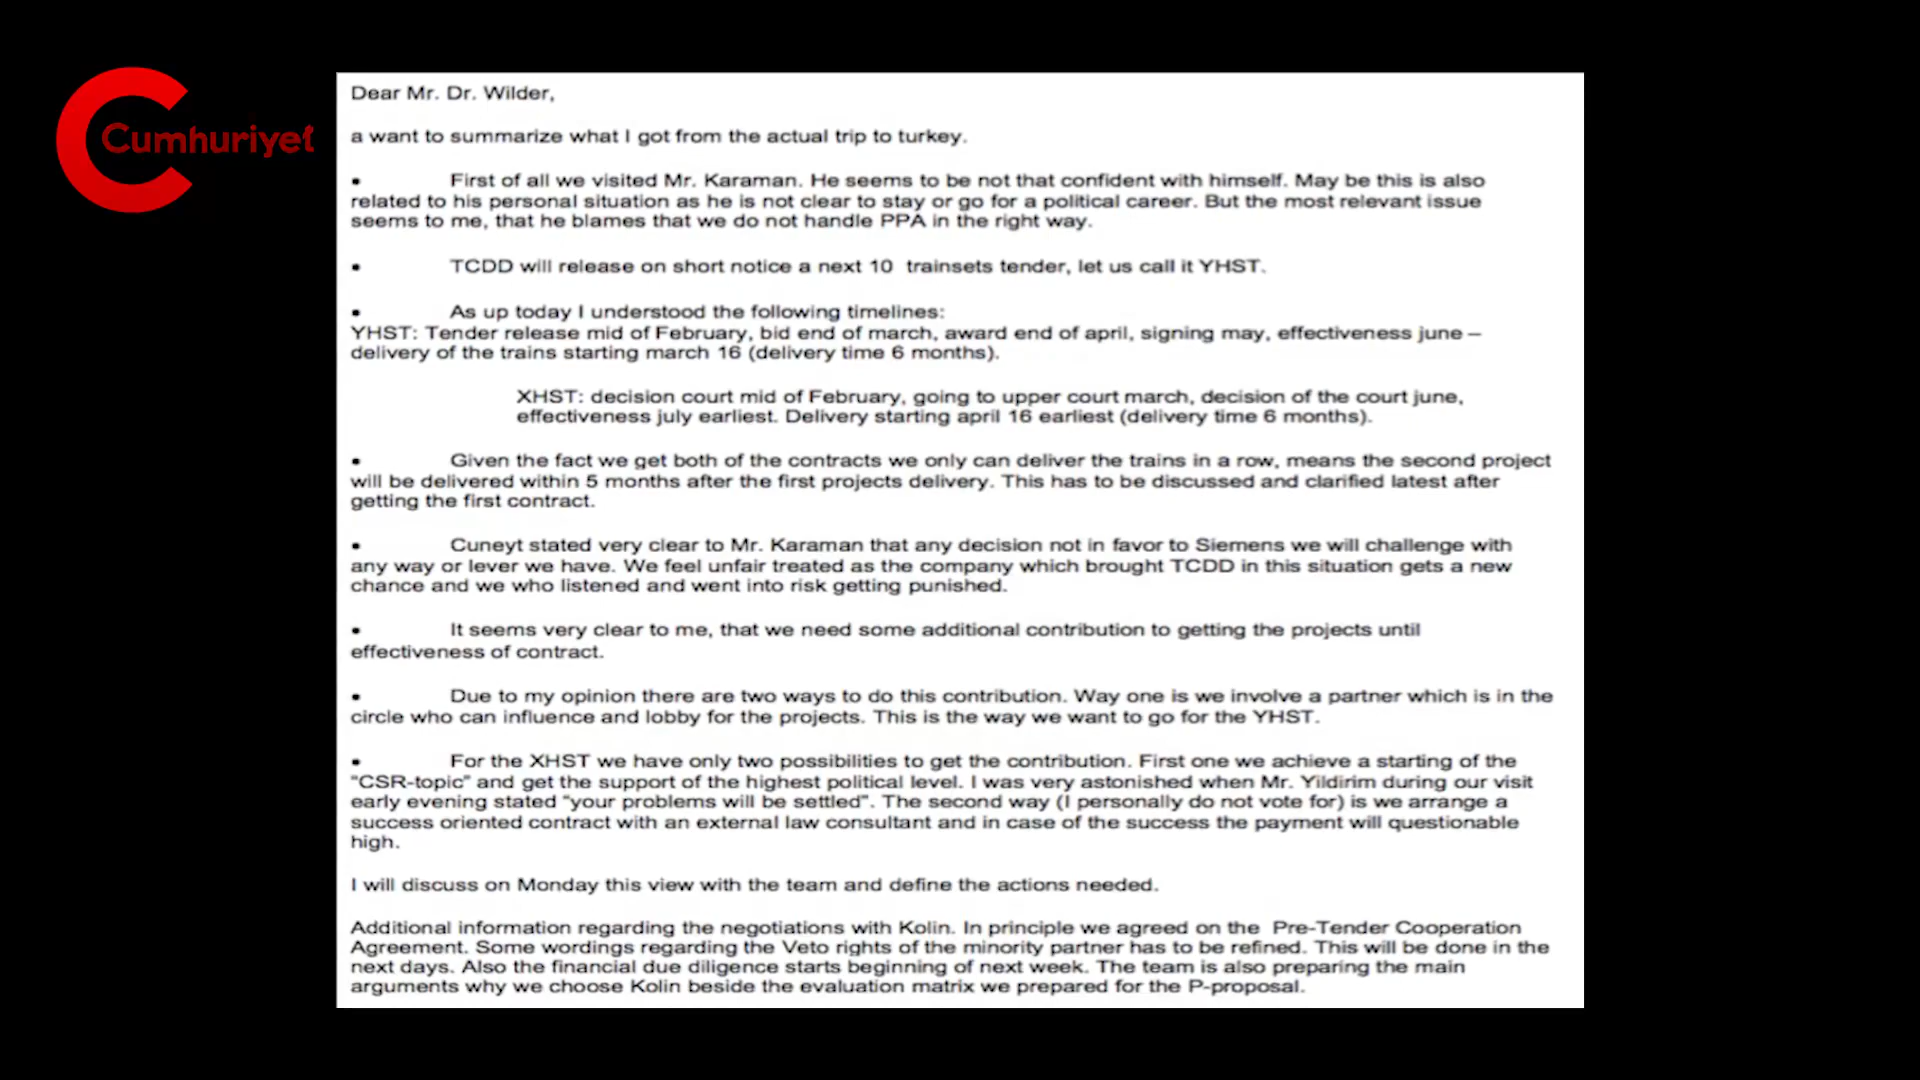 Cumhuriyet
Dear Mr. Dr. Wilder,
a want to summarize what I got from the actual trip to turkey.
• First of all we visited Mr. Karaman. He seems to be not that confident with himself. May be this is also
related to his personal situation as he is not clear to stay or go for a political career. But the most relevant issue
seems to me, that he blames that we do not handle PPA in the right way.
• TCDD will release on short notice a next 10 trainsets tender, let us call it YHST.
• As up today I understood the following timelines:
YHST: Tender release mid of February, bid end of march, award end of april, signing may, effectiveness june –
delivery of the trains starting march 16 (delivery time 6 months).
XHST: decision court mid of February, going to upper court march, decision of the court june,
effectiveness july earliest. Delivery starting april 16 earliest (delivery time 6 months).
• Given the fact we get both of the contracts we only can deliver the trains in a row, means the second project
will be delivered within 5 months after the first projects delivery. This has to be discussed and clarified latest after
getting the first contract.
• Cuneyt stated very clear to Mr. Karaman that any decision not in favor to Siemens we will challenge with
any way or lever we have. We feel unfair treated as the company which brought TCDD in this situation gets a new
chance and we who listened and went into risk getting punished.
• It seems very clear to me, that we need some additional contribution to getting the projects until
effectiveness of contract.
• Due to my opinion there are two ways to do this contribution. Way one is we involve a partner which is in the
circle who can influence and lobby for the projects. This is the way we want to go for the YHST.
• For the XHST we have only two possibilities to get the contribution. First one we achieve a starting of the
"CSR-topic" and get the support of the highest political level. I was very astonished when Mr. Yildirim during our visit
early evening stated "your problems will be settled". The second way (I personally do not vote for) is we arrange a
success oriented contract with an external law consultant and in case of the success the payment will questionable
high.
I will discuss on Monday this view with the team and define the actions needed.
Additional information regarding the negotiations with Kolin. In principle we agreed on the Pre-Tender Cooperation
Agreement. Some wordings regarding the Veto rights of the minority partner has to be refined. This will be done in the
next days. Also the financial due diligence starts beginning of next week. The team is also preparing the main
arguments why we choose Kolin beside the evaluation matrix we prepared for the P-proposal.